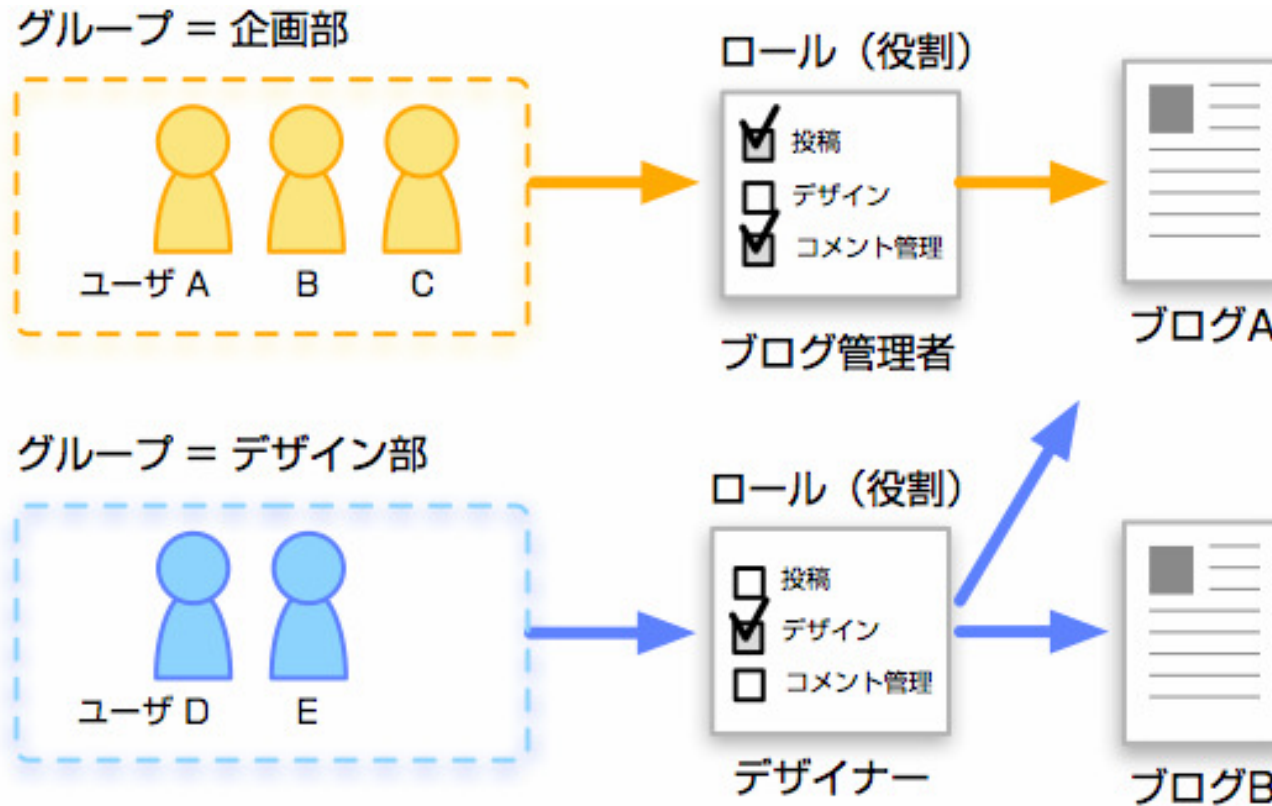 グループ = 企画部
ユーザ A B C
ロール（役割）
投稿
デザイン
コメント管理
ブログ管理者
ブログA
グループ = デザイン部
ユーザ D E
ロール（役割）
投稿
デザイン
コメント管理
デザイナー
ブログB